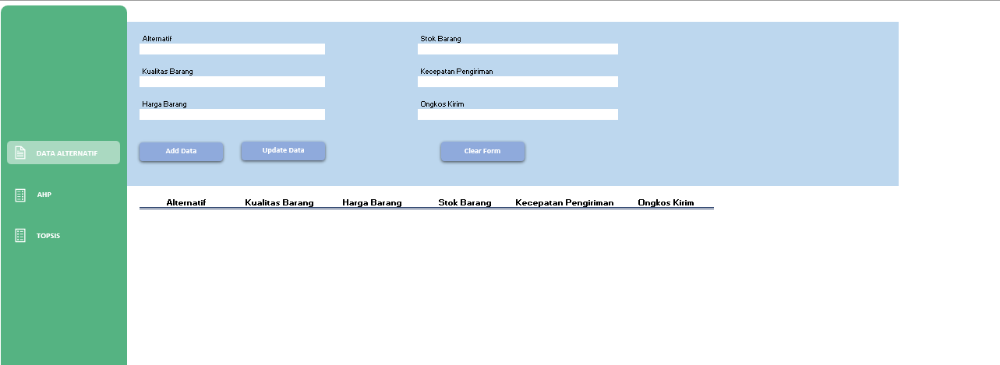 Alternatif
Stok Barang
Kualitas Barang
Kecepatan Pengiriman
Harga Barang
Ongkos Kirim
DATA ALTERNATIF
Add Data
Update Data
Clear Form
AHP
Alternatif Kualitas Barang Harga Barang Stok Barang Kecepatan Pengiriman Ongkos Kirim
TOPSIS